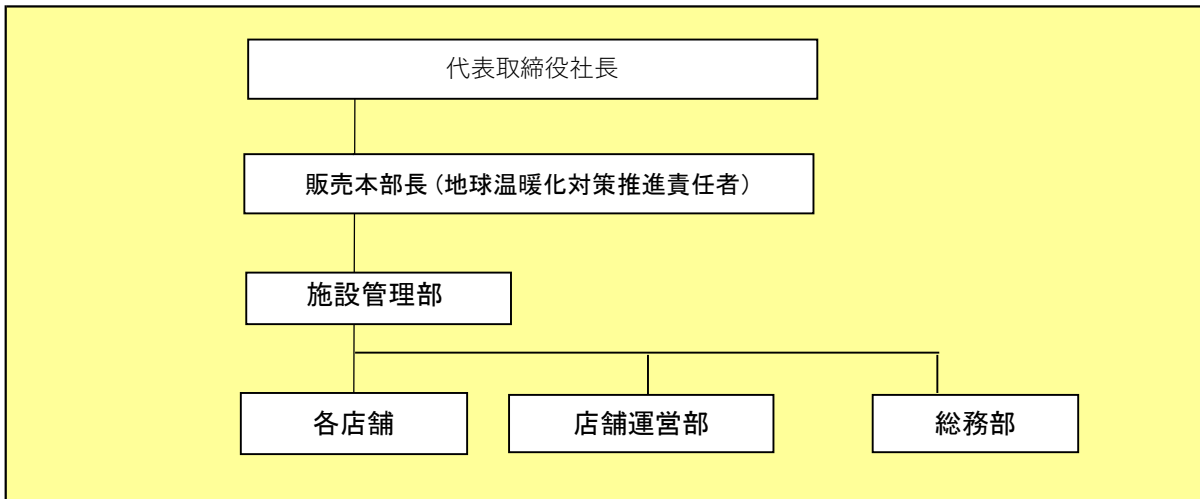 代表取締役社長
販売本部長（地球温暖化対策推進責任者）
施設管理部
各店舗
店舗運営部
総務部